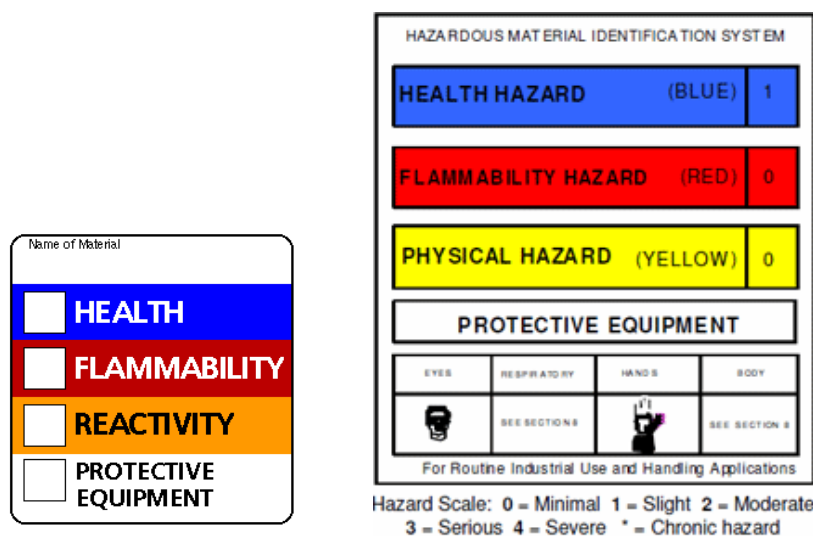 Name of Material
HEALTH
FLAMMABILITY
REACTIVITY
PROTECTIVE
EQUIPMENT
HAZARDOUS MATERIAL IDENTIFICATION SYSTEM
HEALTH HAZARD (BLUE) 1
FLAMMABILITY HAZARD (RED) 0
PHYSICAL HAZARD (YELLOW) 0
PROTECTIVE EQUIPMENT
EYES RESPIRATORY HANDS BODY
SEE SECTION 8 SEE SECTION 8
For Routine Industrial Use and Handling Applications
Hazard Scale: 0 = Minimal 1 = Slight 2 = Moderate
3 = Serious 4 = Severe * = Chronic hazard